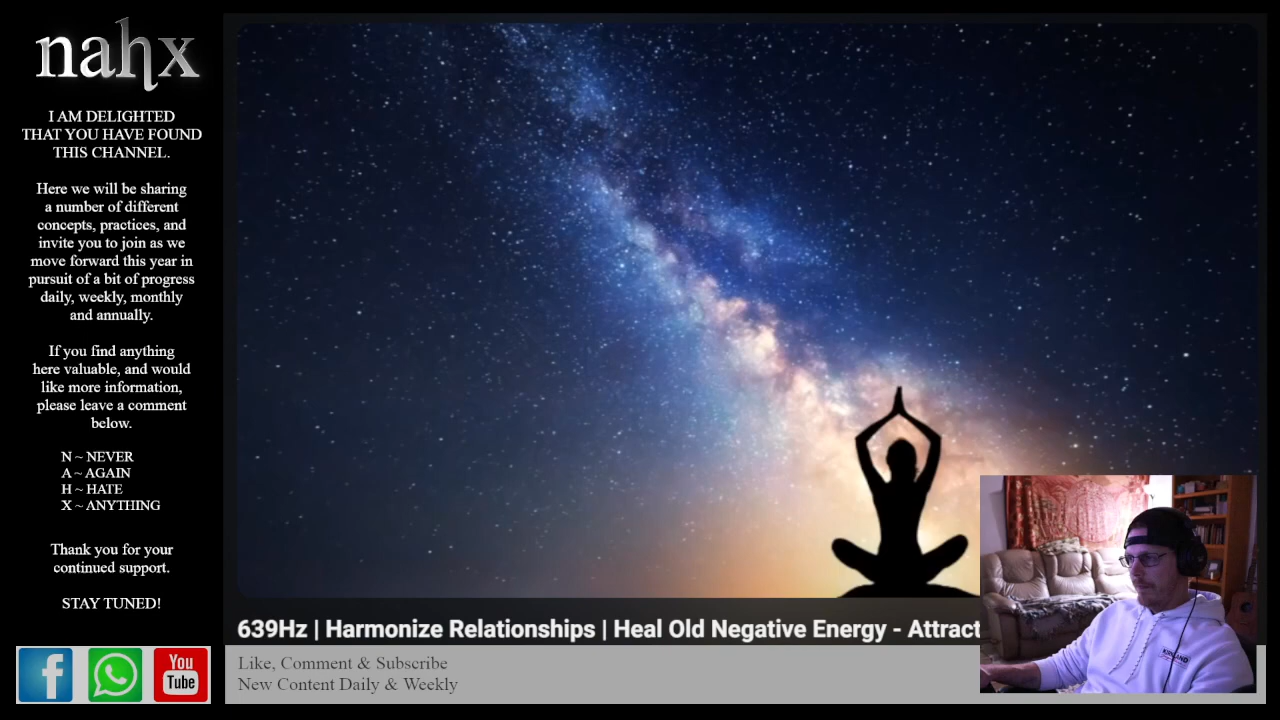 nahx
I AM DELIGHTED
THAT YOU HAVE FOUND
THIS CHANNEL.
Here we will be sharing
a number of different
concepts, practices, and
invite you to join as we
move forward this year in
pursuit of a bit of progress
daily, weekly, monthly
and annually.
If you find anything
here valuable, and would
like more information,
please leave a comment
below.
N ~ NEVER
A ~ AGAIN
H ~ HATE
X ~ ANYTHING
Thank you for your
continued support.
STAY TUNED!
f
You
Tube
639Hz | Harmonize Relationships | Heal Old Negative Energy - Attract
Like, Comment & Subscribe
New Content Daily & Weekly
KIRKLAND